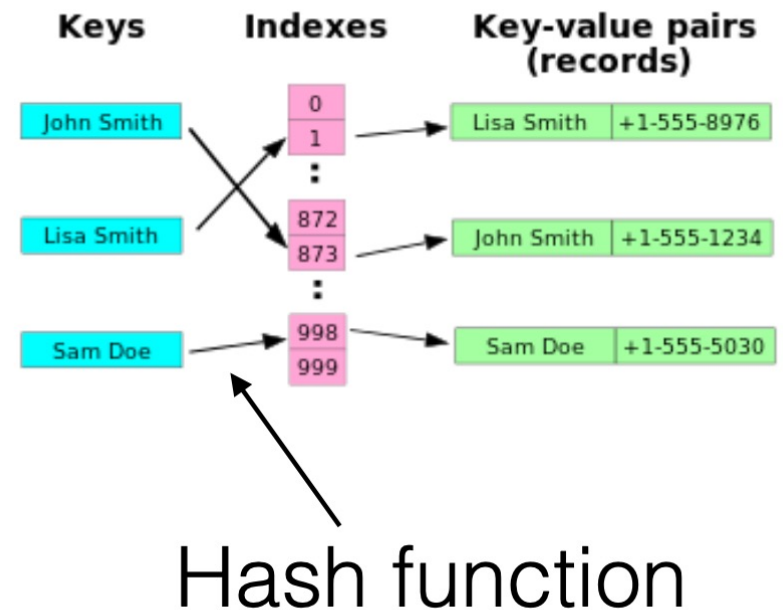 Keys Indexes Key-value pairs
(records)
0
John Smith Lisa Smith +1-555-8976
1
:
872
Lisa Smith John Smith +1-555-1234
873
:
998
Sam Doe Sam Doe +1-555-5030
999
Hash function